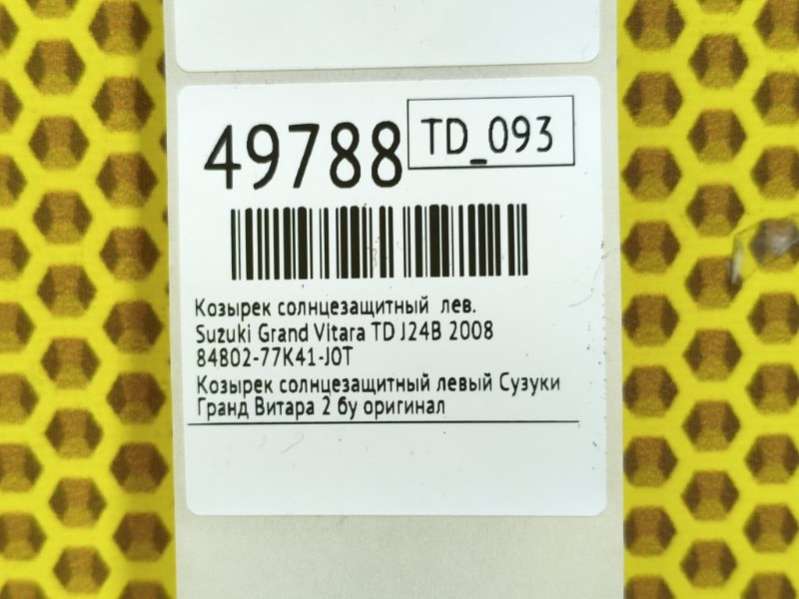 49788
TD_093
Козырек солнцезащитный лев.
Suzuki Grand Vitara TD J24B 2008
84802-77K41-J0T
Козырек солнцезащитный левый Сузуки
Гранд Витара 2 бу оригинал